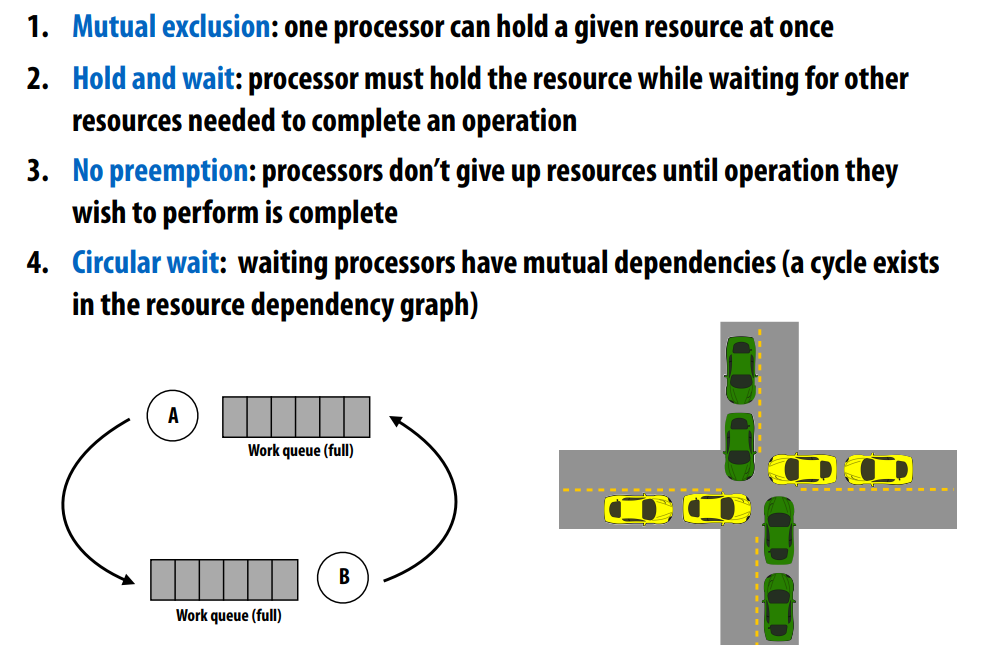 1. Mutual exclusion: one processor can hold a given resource at once
2. Hold and wait: processor must hold the resource while waiting for other
resources needed to complete an operation
3. No preemption: processors don’t give up resources until operation they
wish to perform is complete
4. Circular wait: waiting processors have mutual dependencies (a cycle exists
in the resource dependency graph)
A
Work queue (full)
B
Work queue (full)